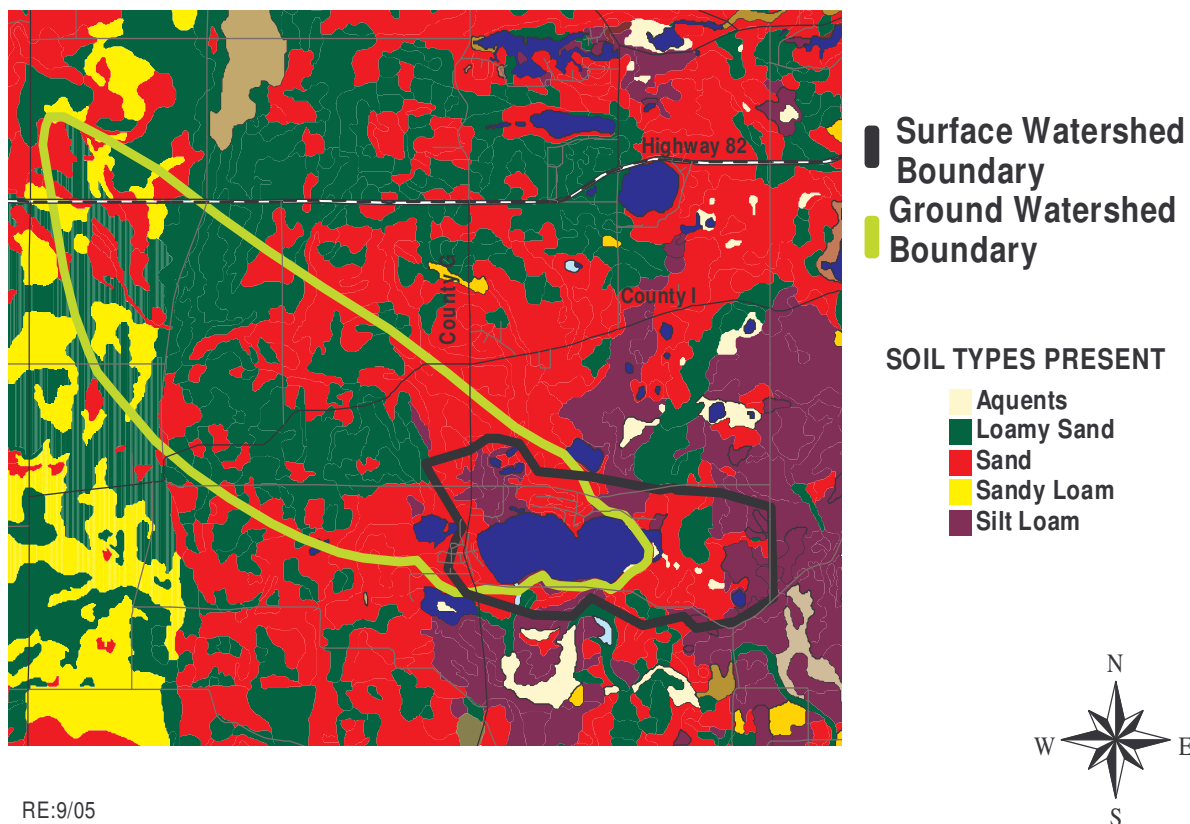 Highway 82
County Q
County I
Surface Watershed
Boundary
Ground Watershed
Boundary
SOIL TYPES PRESENT
Aquents
Loamy Sand
Sand
Sandy Loam
Silt Loam
N
W
E
S
RE:9/05